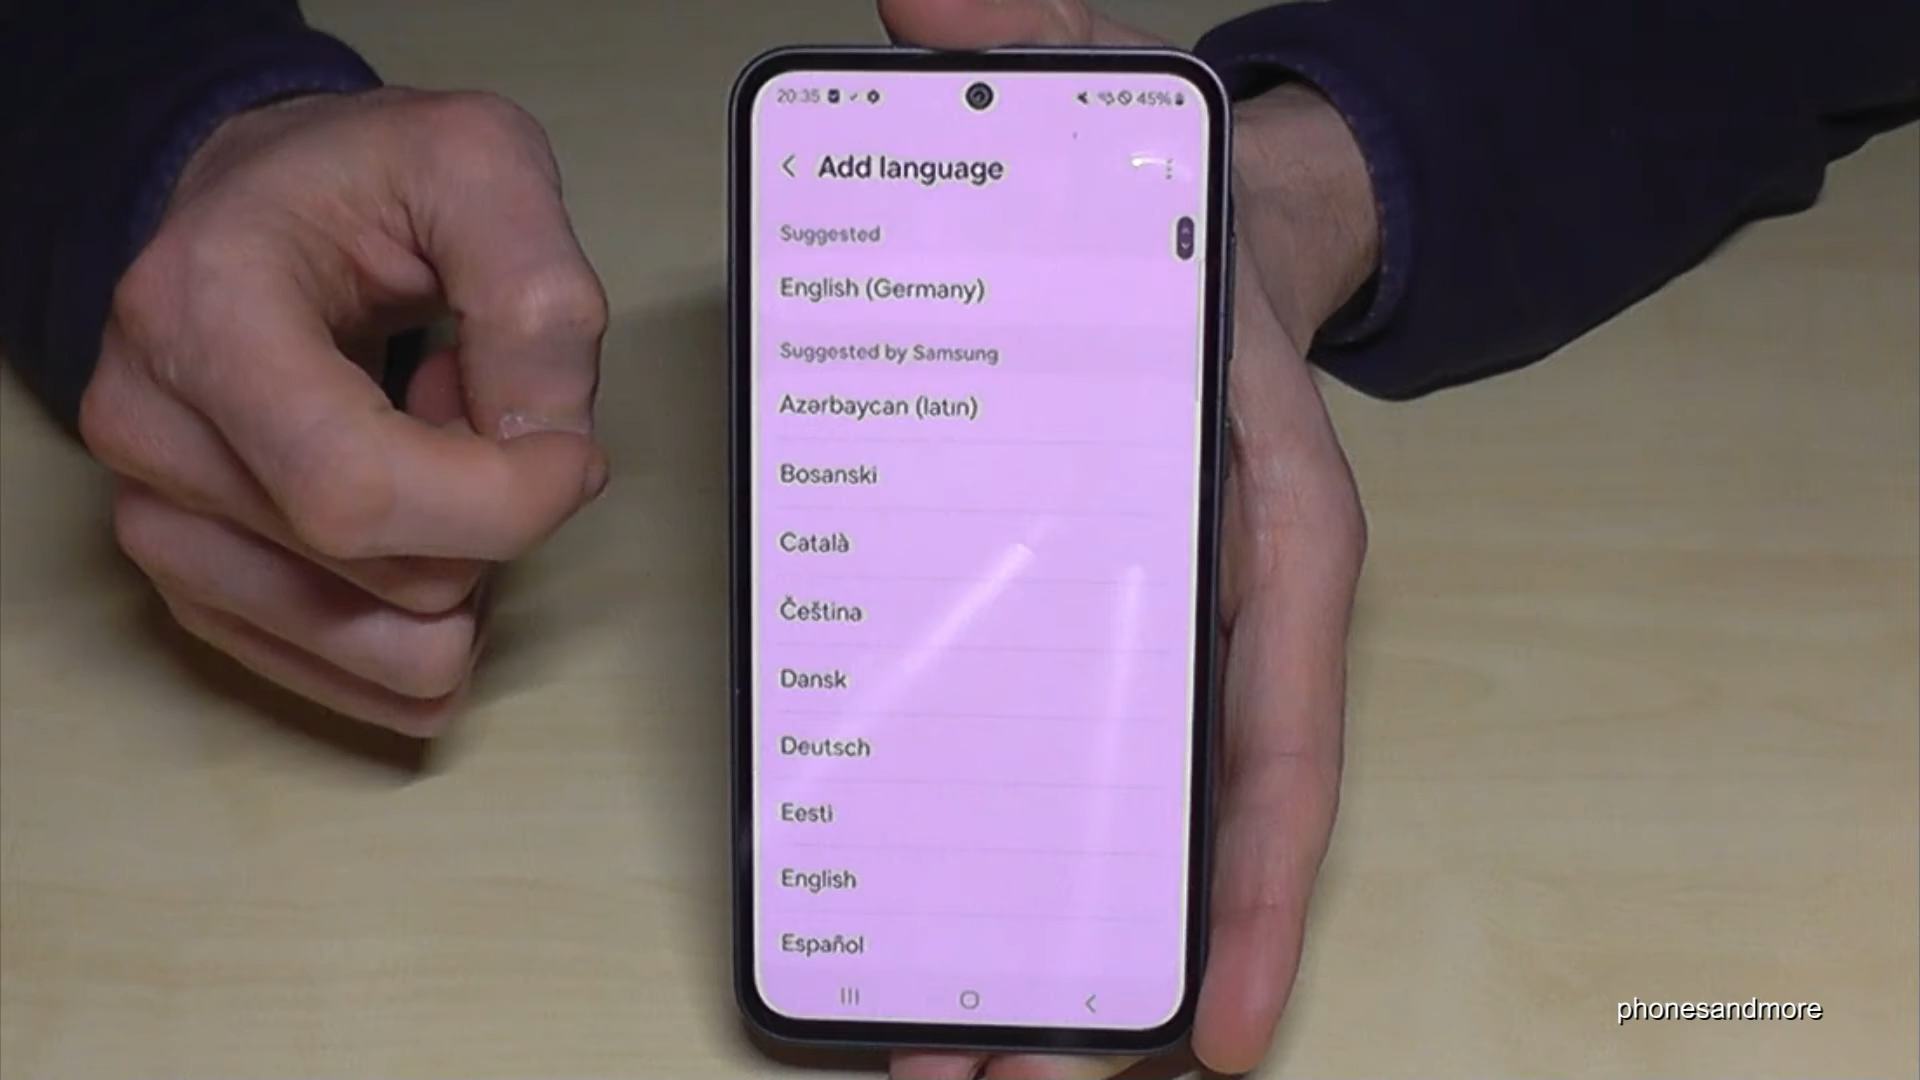 20:35 45%
Add language
Suggested
English (Germany)
Suggested by Samsung
Azərbaycan (latın)
Bosanski
Català
Čeština
Dansk
Deutsch
Eesti
English
Español
phonesandmore